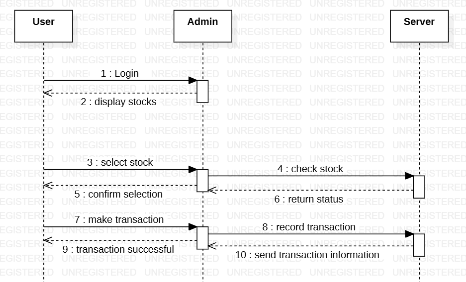 User Admin Server
1 : Login
2 : display stocks
3 : select stock
4 : check stock
5 : confirm selection
6 : return status
7 : make transaction
8 : record transaction
9 : transaction successful
10 : send transaction information
UNREGISTERED